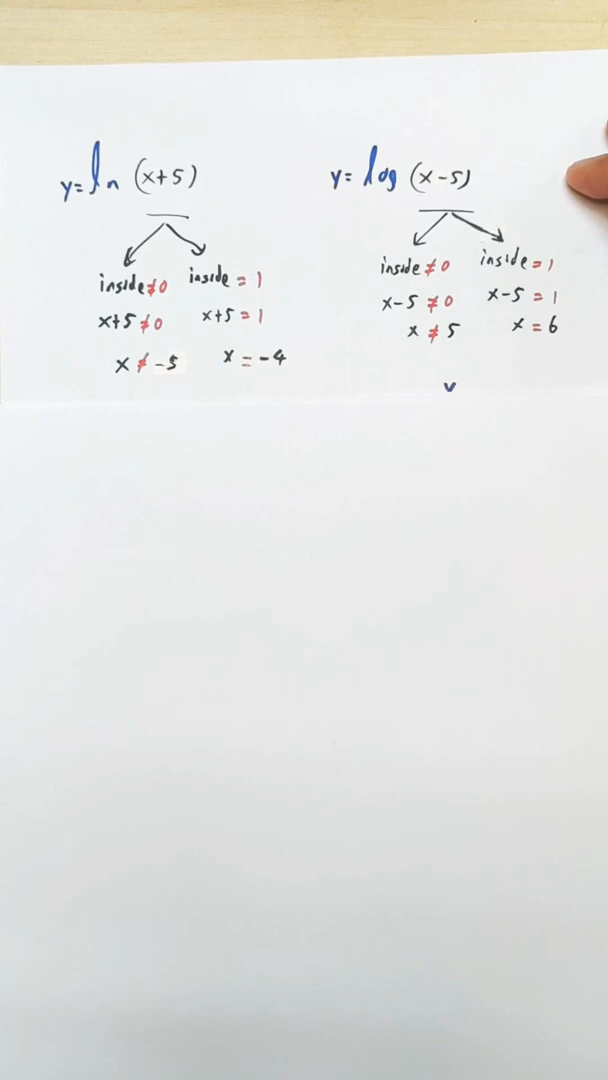 y=ln (x+5)
inside≠0 inside = 1
x+5≠0 x+5 = 1
x ≠ -5 x = -4
y= log (x-5)
inside≠0 inside = 1
x-5 ≠0 x-5 = 1
x ≠ 5 x = 6
v